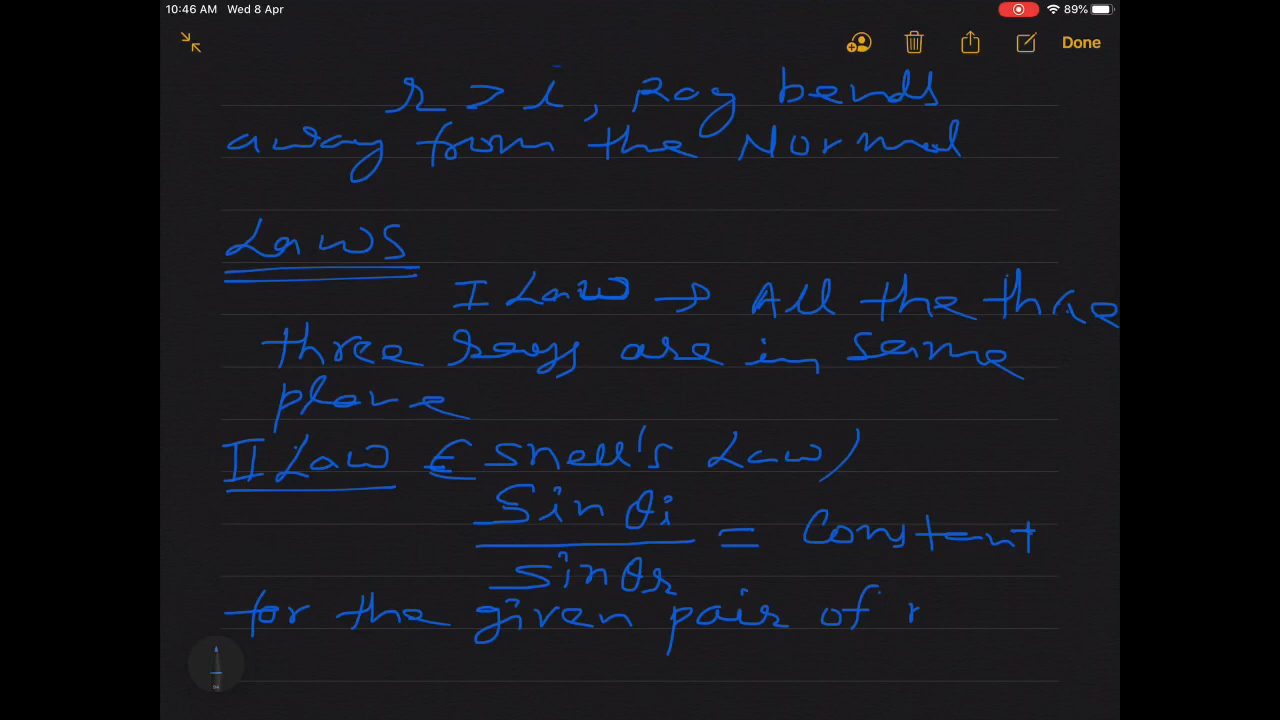 10:46 AM Wed 8 Apr
89%
Done
r > i, Ray bends
away from the Normal
Laws
I Law → All the three
three rays are in same
plane
II Law (Snell's Law)
Sin θi
= Constant
sin θr
for the given pair of